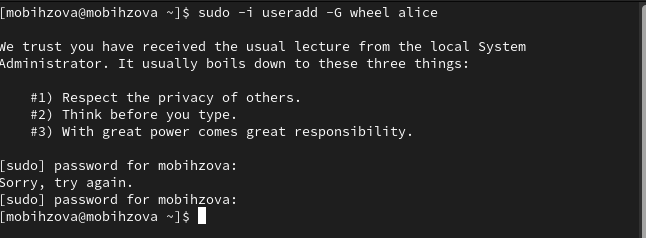 [mobihzova@mobihzova ~]$ sudo -i useradd -G wheel alice
We trust you have received the usual lecture from the local System
Administrator. It usually boils down to these three things:
#1) Respect the privacy of others.
#2) Think before you type.
#3) With great power comes great responsibility.
[sudo] password for mobihzova:
Sorry, try again.
[sudo] password for mobihzova:
[mobihzova@mobihzova ~]$